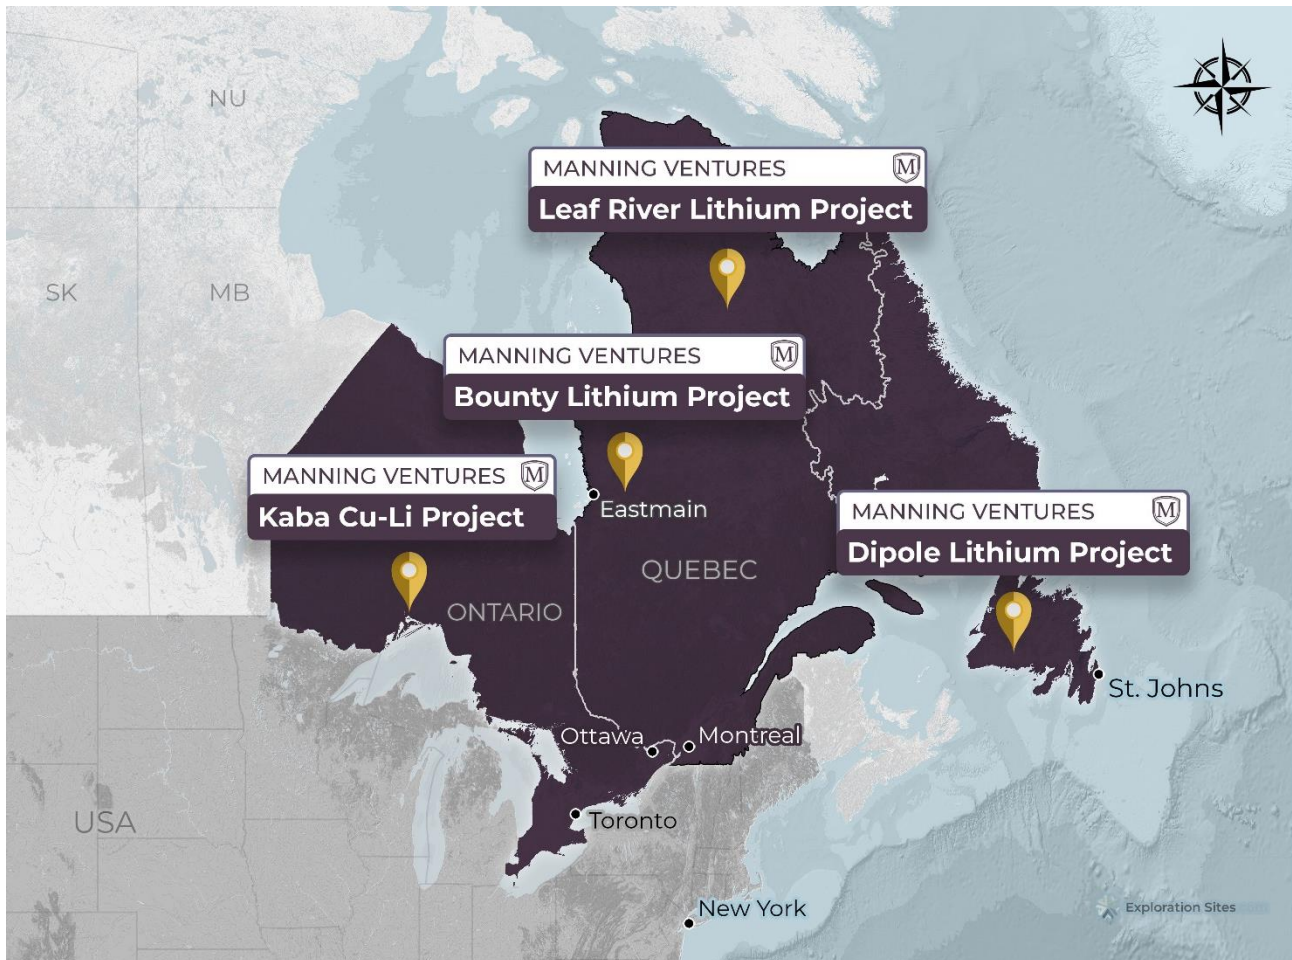 NU
MANNING VENTURES M
Leaf River Lithium Project
SK
MB
MANNING VENTURES M
Bounty Lithium Project
MANNING VENTURES M
Kaba Cu-Li Project
Eastmain
MANNING VENTURES M
Dipole Lithium Project
QUEBEC
ONTARIO
St. Johns
Ottawa
Montreal
Toronto
USA
New York
Exploration Sites